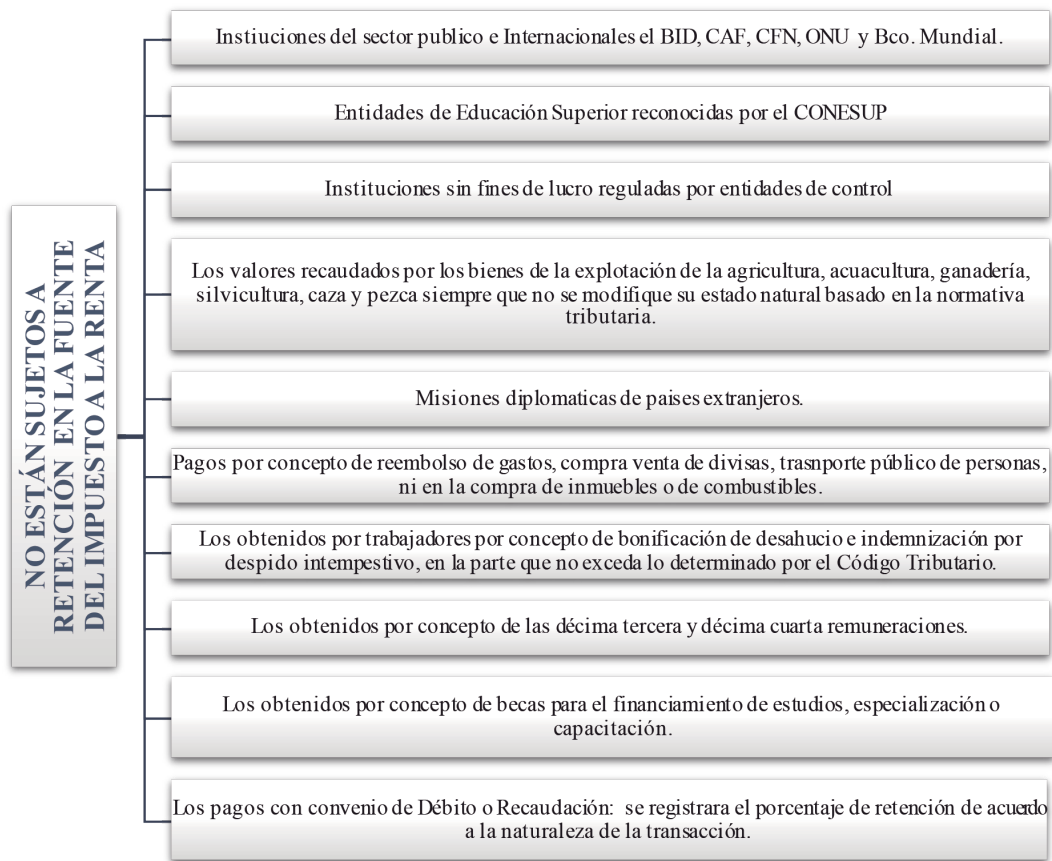 NO ESTÁN SUJETOS A
RETENCIÓN EN LA FUENTE
DEL IMPUESTO A LA RENTA
Instiuciones del sector publico e Internacionales el BID, CAF, CFN, ONU y Bco. Mundial.
Entidades de Educación Superior reconocidas por el CONESUP
Instituciones sin fines de lucro reguladas por entidades de control
Los valores recaudados por los bienes de la explotación de la agricultura, acuacultura, ganadería,
silvicultura, caza y pezca siempre que no se modifique su estado natural basado en la normativa
tributaria.
Misiones diplomaticas de paises extranjeros.
Pagos por concepto de reembolso de gastos, compra venta de divisas, trasnporte público de personas,
ni en la compra de inmuebles o de combustibles.
Los obtenidos por trabajadores por concepto de bonificación de desahucio e indemnización por
despido intempestivo, en la parte que no exceda lo determinado por el Código Tributario.
Los obtenidos por concepto de las décima tercera y décima cuarta remuneraciones.
Los obtenidos por concepto de becas para el financiamiento de estudios, especialización o
capacitación.
Los pagos con convenio de Débito o Recaudación: se registrara el porcentaje de retención de acuerdo
a la naturaleza de la transacción.